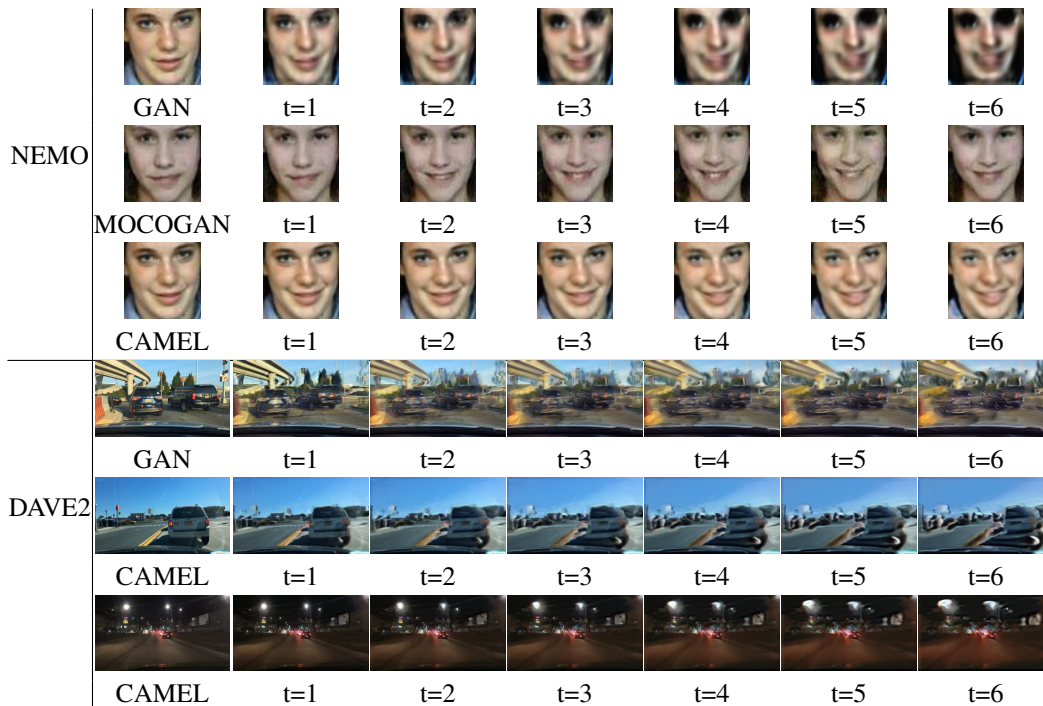 GAN t=1 t=2 t=3 t=4 t=5 t=6
NEMO
MOCOGAN t=1 t=2 t=3 t=4 t=5 t=6
CAMEL t=1 t=2 t=3 t=4 t=5 t=6
GAN t=1 t=2 t=3 t=4 t=5 t=6
DAVE2
CAMEL t=1 t=2 t=3 t=4 t=5 t=6
CAMEL t=1 t=2 t=3 t=4 t=5 t=6